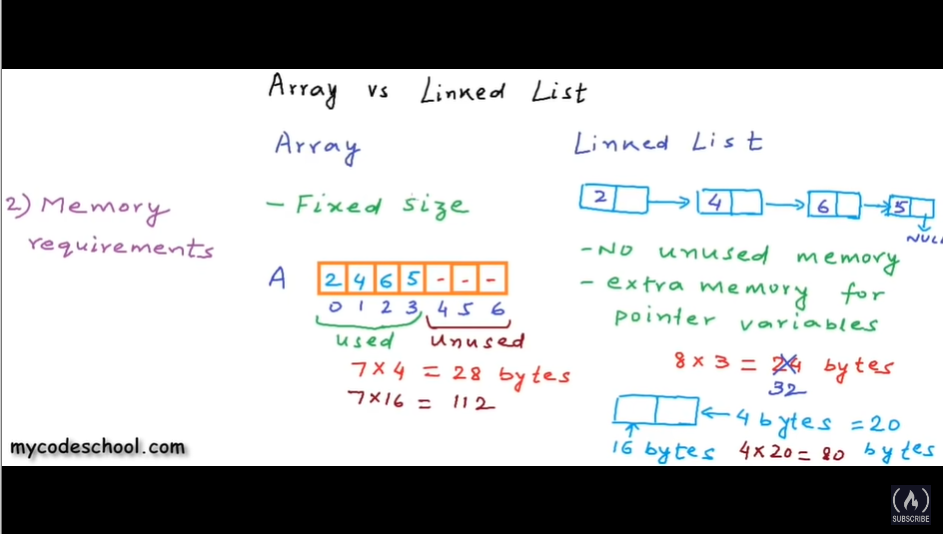 Array vs Linked List
Array
Linked List
2) Memory
requirements
- Fixed size
A
2 4 6 5 - - -
0 1 2 3 4 5 6
used unused
7 x 4 = 28 bytes
7 x 16 = 112
2 4 6 5
NULL
- No unused memory
- extra memory for
pointer variables
8 x 3 = 24 bytes
32
4 bytes = 20
16 bytes 4 x 20 = 80 bytes
mycodeschool.com
SUBSCRIBE